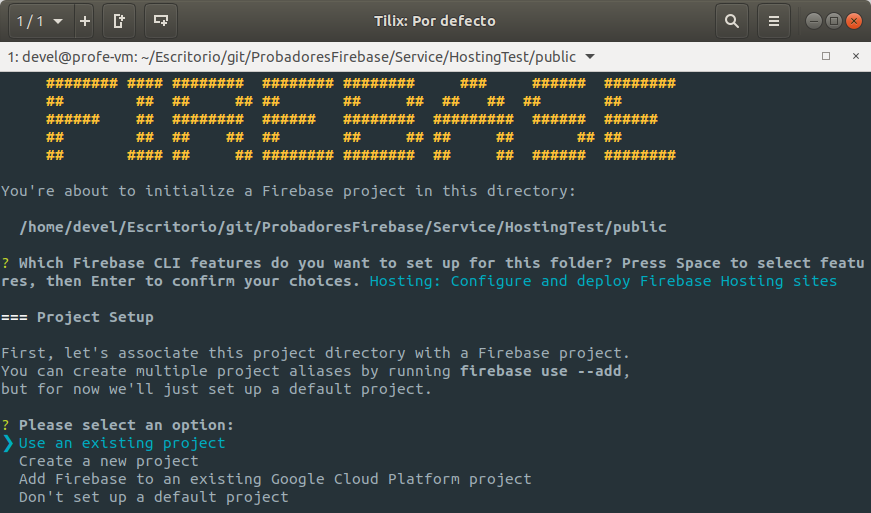 1 / 1
Tilix: Por defecto
1: devel@profe-vm: ~/Escritorio/git/ProbadoresFirebase/Service/HostingTest/public
######## #### ########  ######## ########     ###     ######  ########
##        ##  ##     ## ##       ##     ##  ##   ##  ##       ##
######    ##  ########  ######   ########  #########  ######  ######
##        ##  ##    ##  ##       ##     ## ##     ##       ## ##
##       #### ##     ## ######## ########  ##     ##  ######  ########
You're about to initialize a Firebase project in this directory:
/home/devel/Escritorio/git/ProbadoresFirebase/Service/HostingTest/public
? Which Firebase CLI features do you want to set up for this folder? Press Space to select featu
res, then Enter to confirm your choices. Hosting: Configure and deploy Firebase Hosting sites
=== Project Setup
First, let's associate this project directory with a Firebase project.
You can create multiple project aliases by running firebase use --add,
but for now we'll just set up a default project.
? Please select an option:
❯ Use an existing project
Create a new project
Add Firebase to an existing Google Cloud Platform project
Don't set up a default project